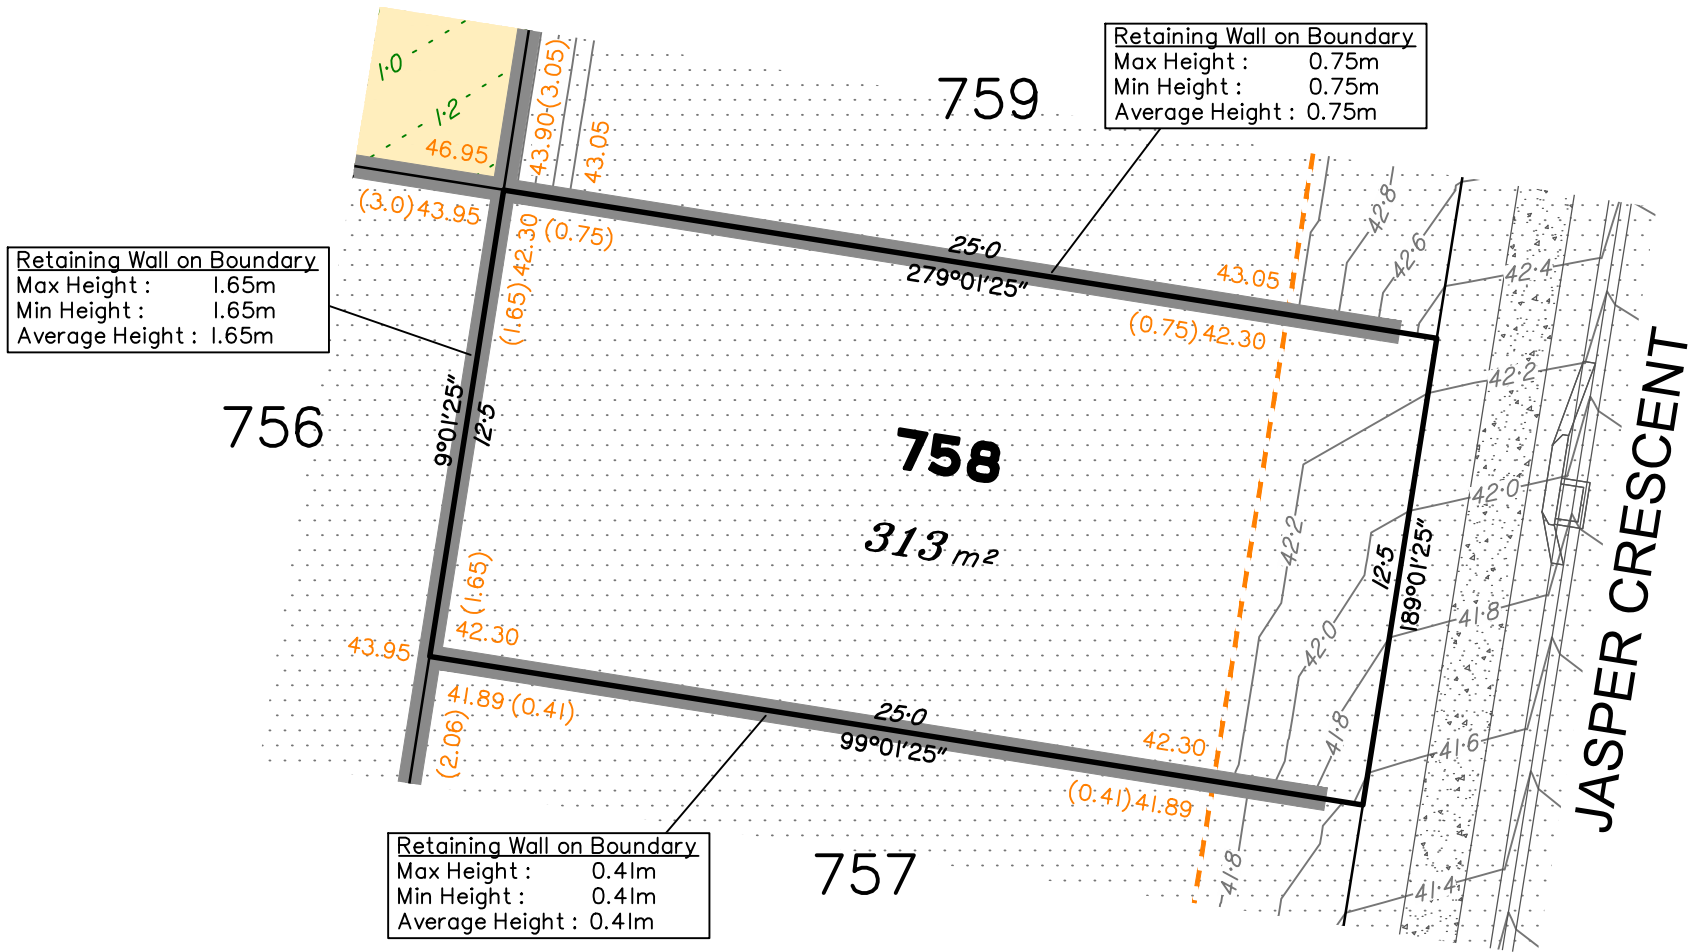 1·0
1·2
46.95
43.90 (3.05)
43.05
759
Retaining Wall on Boundary
Max Height : 0.75m
Min Height : 0.75m
Average Height : 0.75m
(3.0) 43.95
(1.65) 42.30
(0.75)
25·0
279°01'25"
43.05
(0.75) 42.30
42·8
42·6
42·4
Retaining Wall on Boundary
Max Height : 1.65m
Min Height : 1.65m
Average Height : 1.65m
756
9°01'25"
12·5
758
313 m²
42·2
42·2
42·0
42·0
12·5
189°01'25"
41·8
41·8
41·6
41·4
41·8
JASPER CRESCENT
(1.65)
42.30
43.95
41.89 (0.41)
(2.06)
25·0
99°01'25"
42.30
(0.41) 41.89
Retaining Wall on Boundary
Max Height : 0.41m
Min Height : 0.41m
Average Height : 0.41m
757